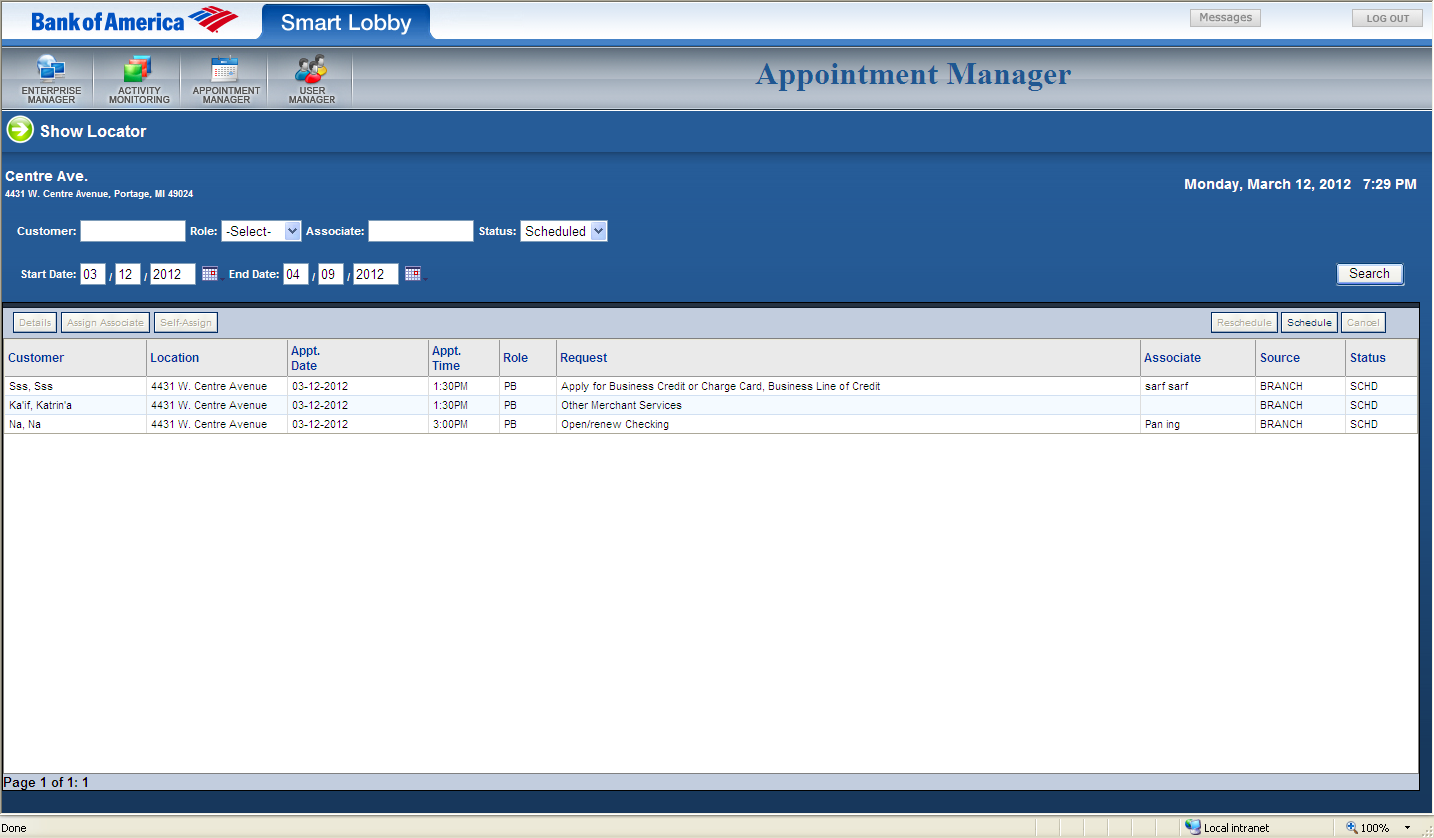 Bank of America
Smart Lobby
Messages
LOG OUT
ENTERPRISE MANAGER
ACTIVITY MONITORING
APPOINTMENT MANAGER
USER MANAGER
Appointment Manager
Show Locator
Centre Ave.
4431 W. Centre Avenue, Portage, MI 49024
Monday, March 12, 2012 7:29 PM
Customer: Role: -Select- Associate: Status: Scheduled
Start Date: 03 / 12 / 2012 End Date: 04 / 09 / 2012
Search
Details Assign Associate Self-Assign Reschedule Schedule Cancel
Customer Location Appt. Date Appt. Time Role Request Associate Source Status
Sss, Sss 4431 W. Centre Avenue 03-12-2012 1:30PM PB Apply for Business Credit or Charge Card, Business Line of Credit sarf sarf BRANCH SCHD
Ka'if, Katrin'a 4431 W. Centre Avenue 03-12-2012 1:30PM PB Other Merchant Services BRANCH SCHD
Na, Na 4431 W. Centre Avenue 03-12-2012 3:00PM PB Open/renew Checking Pan ing BRANCH SCHD
Page 1 of 1: 1
Done
Local intranet
100%